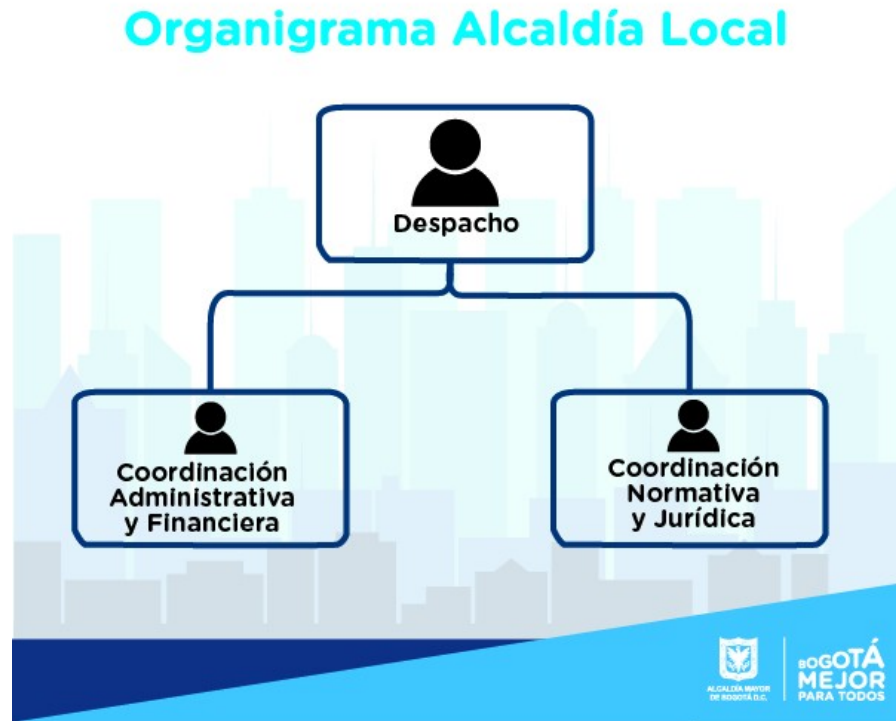 Organigrama Alcaldía Local
Despacho
Coordinación
Administrativa
y Financiera
Coordinación
Normativa
y Jurídica
ALCALDÍA MAYOR
DE BOGOTÁ D.C.
BOGOTÁ
MEJOR
PARA TODOS